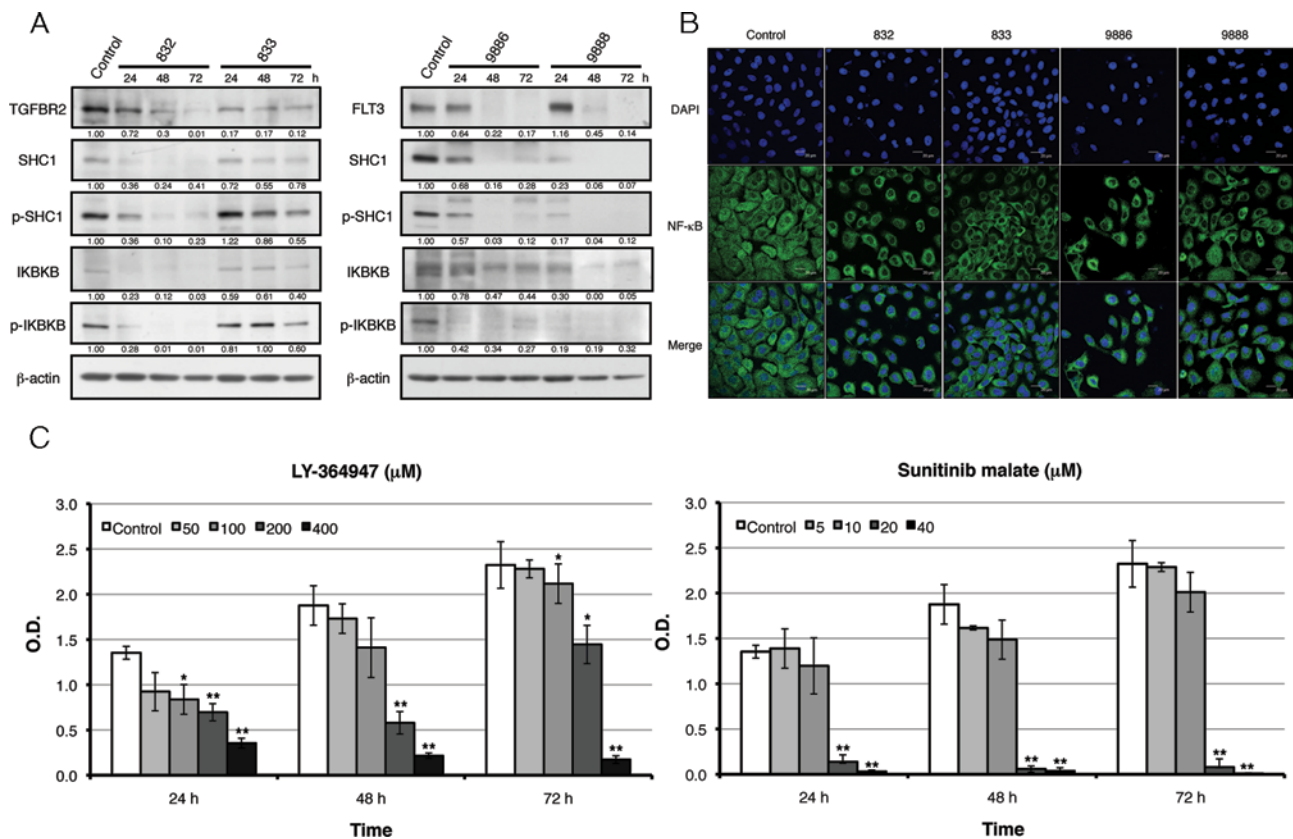 A
B
Control 832 833
24 48 72 24 48 72 h
TGFBR2
1.00 0.72 0.3 0.01 0.17 0.17 0.12
SHC1
1.00 0.36 0.24 0.41 0.72 0.55 0.78
p-SHC1
1.00 0.36 0.10 0.23 1.22 0.86 0.55
IKBKB
1.00 0.23 0.12 0.03 0.59 0.61 0.40
p-IKBKB
1.00 0.28 0.01 0.01 0.81 1.00 0.60
β-actin
Control 9886 9888
24 48 72 24 48 72 h
FLT3
1.00 0.64 0.22 0.17 1.16 0.45 0.14
SHC1
1.00 0.68 0.16 0.28 0.23 0.06 0.07
p-SHC1
1.00 0.57 0.03 0.12 0.17 0.04 0.12
IKBKB
1.00 0.78 0.47 0.44 0.30 0.00 0.05
p-IKBKB
1.00 0.42 0.34 0.27 0.19 0.19 0.32
β-actin
Control 832 833 9886 9888
DAPI
NF-κB
Merge
C
LY-364947 (μM)
3.0
Control 50 100 200 400
2.5
2.0
1.5
1.0
0.5
0.0
O.D.
* ** **
** **
* * **
24 h 48 h 72 h
Time
Sunitinib malate (μM)
3.0
Control 5 10 20 40
2.5
2.0
1.5
1.0
0.5
0.0
O.D.
** **
** **
** **
24 h 48 h 72 h
Time